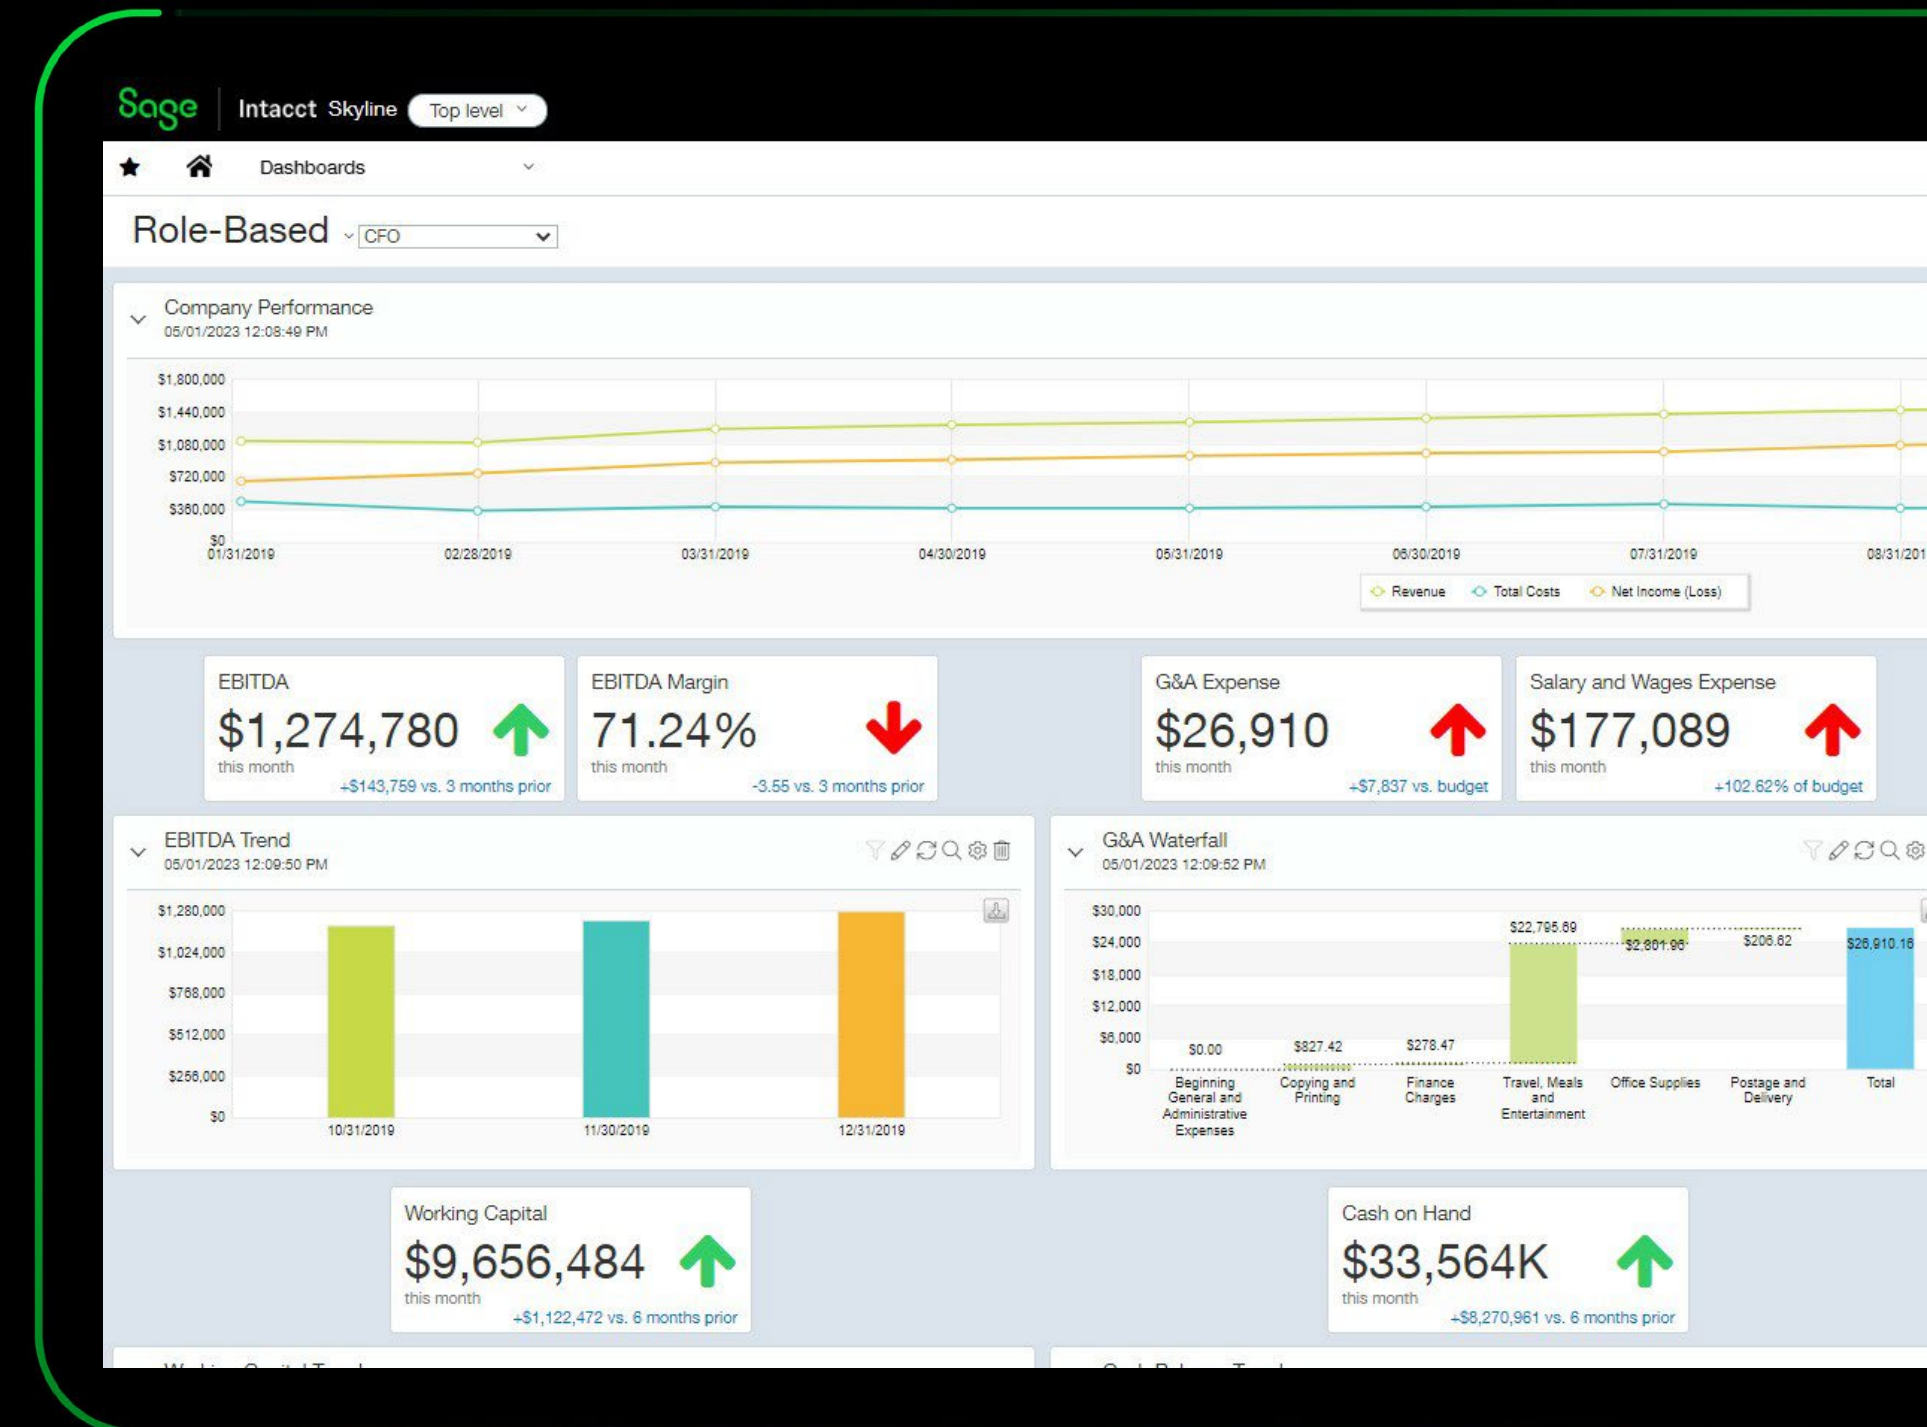 Sage Intacct Skyline Top level
Dashboards
Role-Based CFO
Company Performance
05/01/2023 12:08:49 PM
$1,800,000
$1,440,000
$1,080,000
$720,000
$360,000
$0
01/31/2019 02/28/2019 03/31/2019 04/30/2019 05/31/2019 06/30/2019 07/31/2019 08/31/201
Revenue Total Costs Net Income (Loss)
EBITDA
$1,274,780
this month
+$143,759 vs. 3 months prior
EBITDA Margin
71.24%
this month
-3.55 vs. 3 months prior
G&A Expense
$26,910
this month
+$7,837 vs. budget
Salary and Wages Expense
$177,089
this month
+102.62% of budget
EBITDA Trend
05/01/2023 12:09:50 PM
$1,280,000
$1,024,000
$768,000
$512,000
$256,000
$0
10/31/2019 11/30/2019 12/31/2019
G&A Waterfall
05/01/2023 12:09:52 PM
$30,000
$24,000
$18,000
$12,000
$6,000
$0
$0.00 $827.42 $278.47 $22,795.69 $2,801.96 $206.62 $26,910.16
Beginning
General and
Administrative
Expenses
Copying and
Printing
Finance
Charges
Travel, Meals
and
Entertainment
Office Supplies
Postage and
Delivery
Total
Working Capital
$9,656,484
this month
+$1,122,472 vs. 6 months prior
Cash on Hand
$33,564K
this month
+$8,270,961 vs. 6 months prior